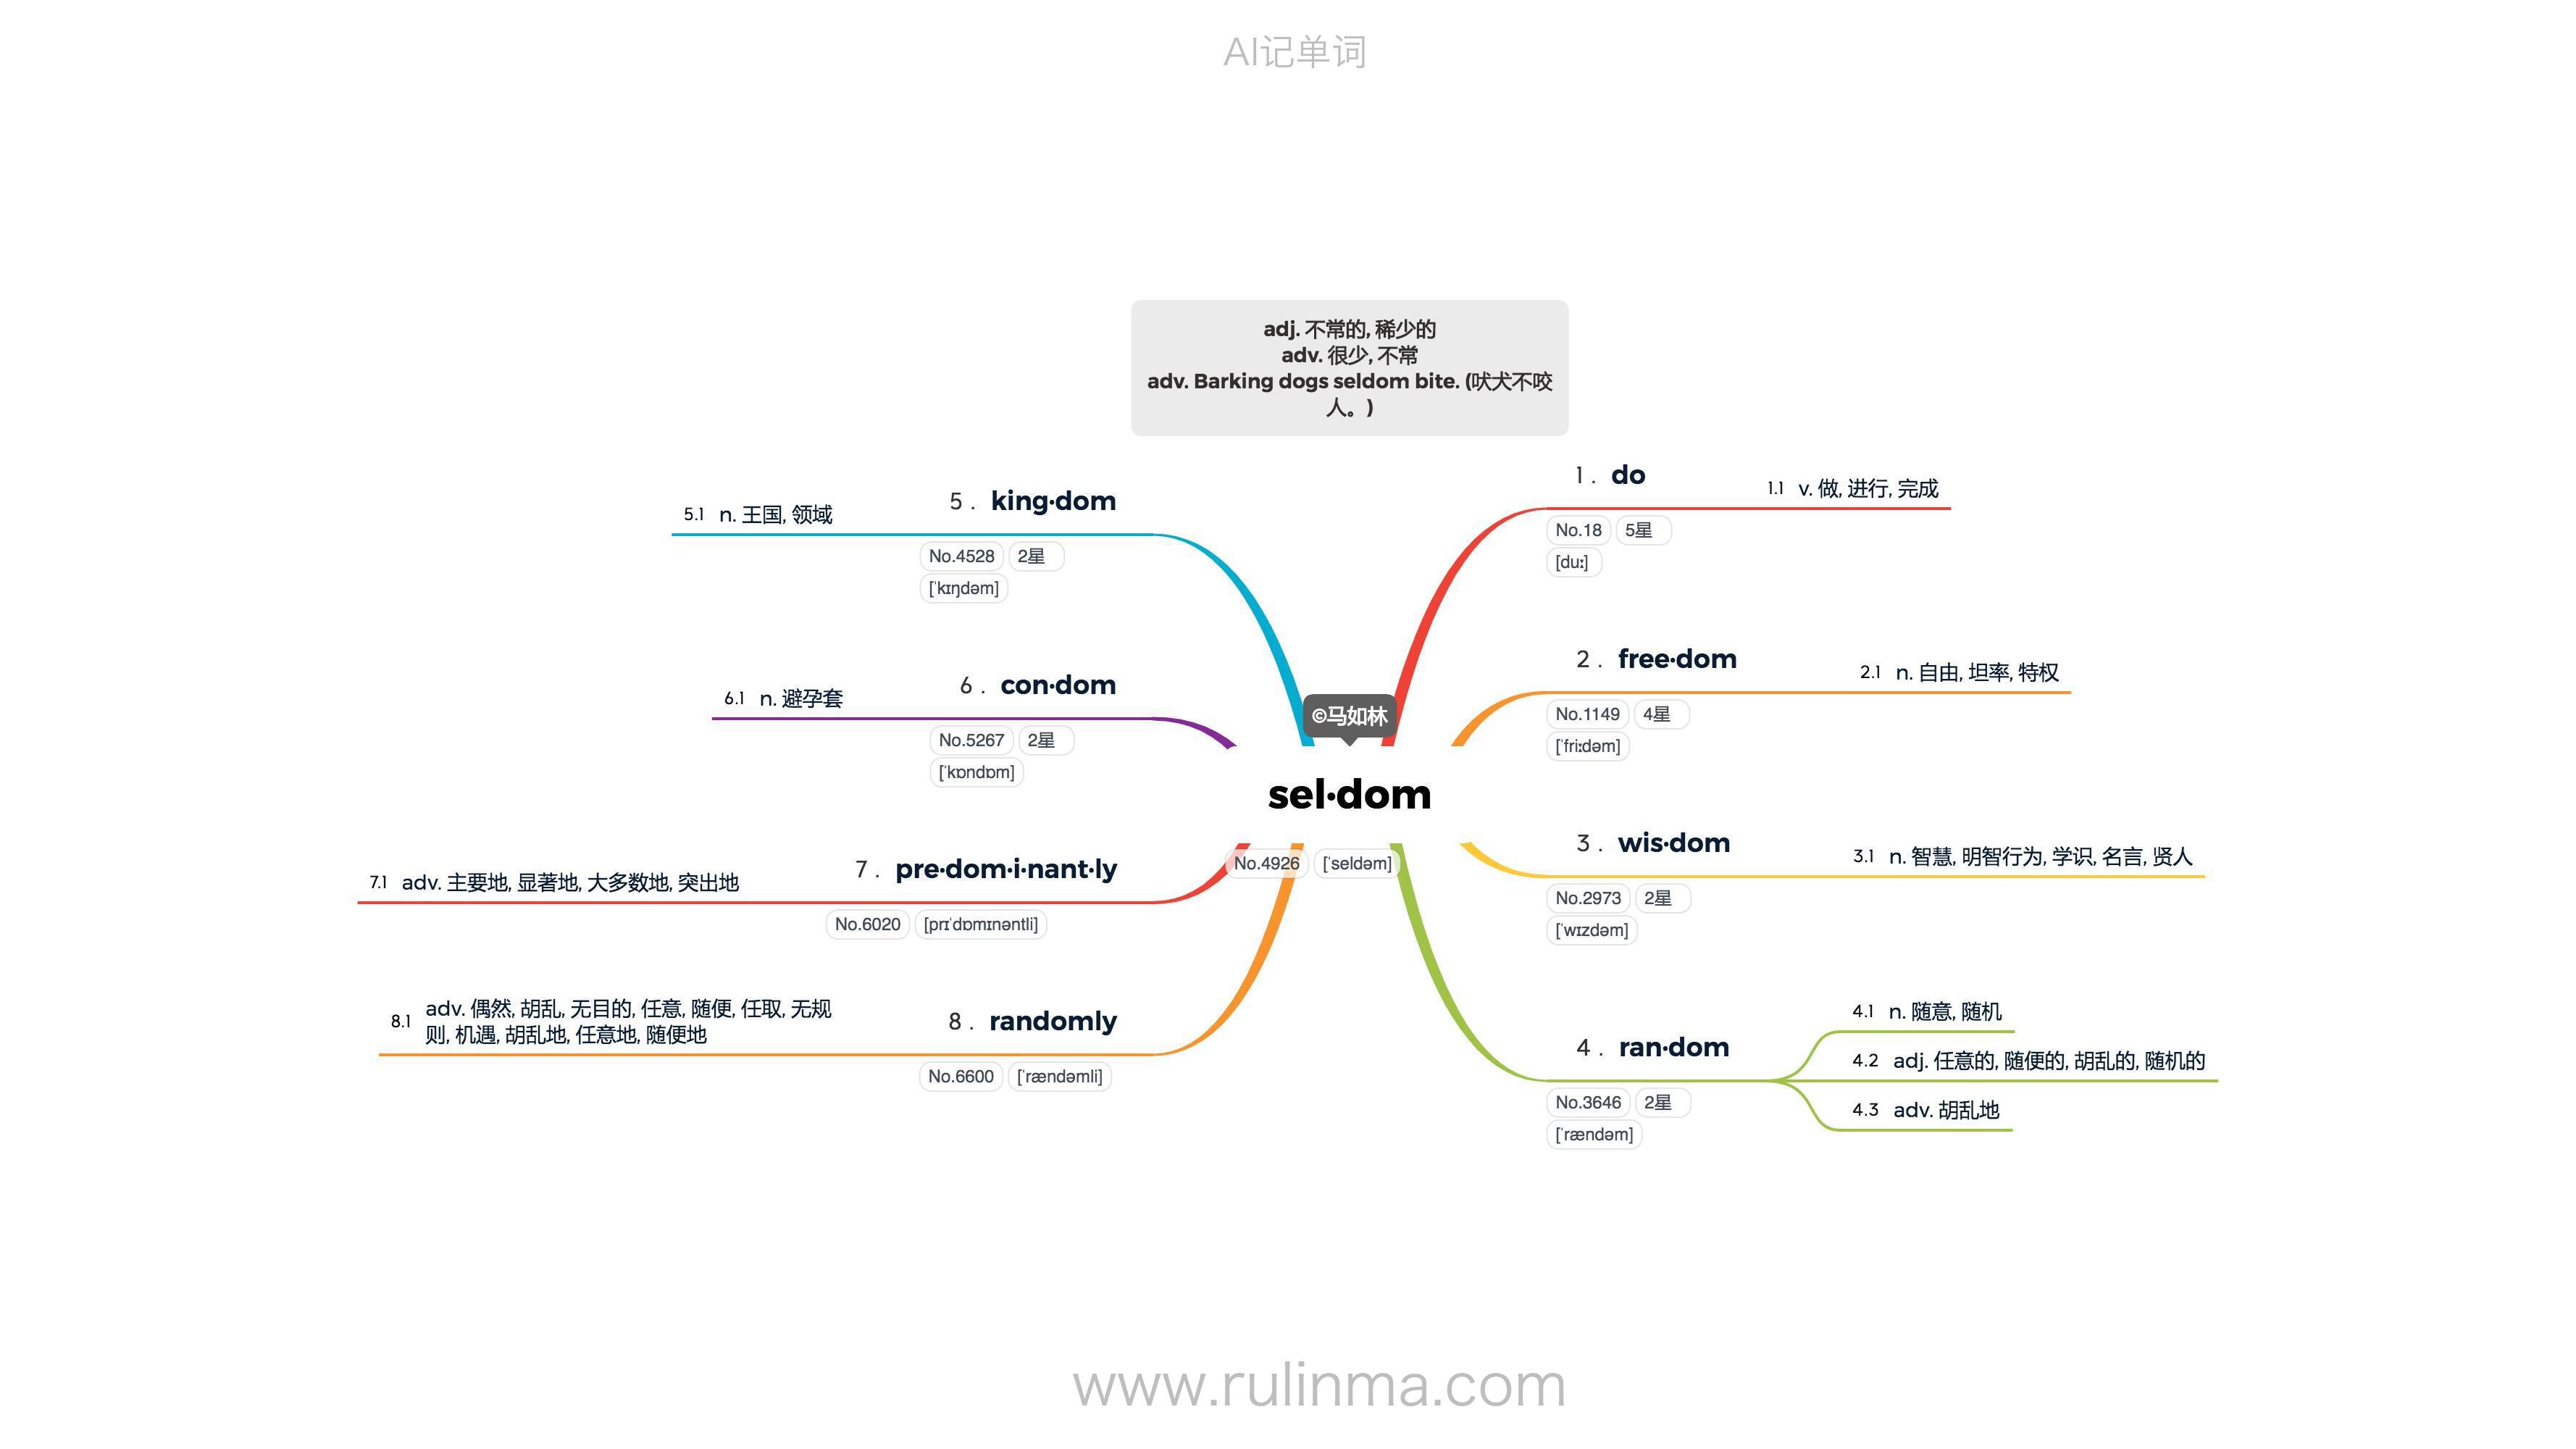 AI记单词
adj. 不常的, 稀少的
adv. 很少, 不常
adv. Barking dogs seldom bite. (吠犬不咬
人。)
©马如林
sel·dom
No.4926 [ˈseldəm]
1 . do
No.18 5星
[duː]
1.1 v. 做, 进行, 完成
2 . free·dom
No.1149 4星
[ˈfriːdəm]
2.1 n. 自由, 坦率, 特权
3 . wis·dom
No.2973 2星
[ˈwɪzdəm]
3.1 n. 智慧, 明智行为, 学识, 名言, 贤人
4 . ran·dom
No.3646 2星
[ˈrændəm]
4.1 n. 随意, 随机
4.2 adj. 任意的, 随便的, 胡乱的, 随机的
4.3 adv. 胡乱地
5 . king·dom
No.4528 2星
[ˈkɪŋdəm]
5.1 n. 王国, 领域
6 . con·dom
No.5267 2星
[ˈkɒndɒm]
6.1 n. 避孕套
7 . pre·dom·i·nant·ly
No.6020 [prɪˈdɒmɪnəntli]
7.1 adv. 主要地, 显著地, 大多数地, 突出地
8 . randomly
No.6600 [ˈrændəmli]
8.1 adv. 偶然, 胡乱, 无目的, 任意, 随便, 任取, 无规
则, 机遇, 胡乱地, 任意地, 随便地
www.rulinma.com